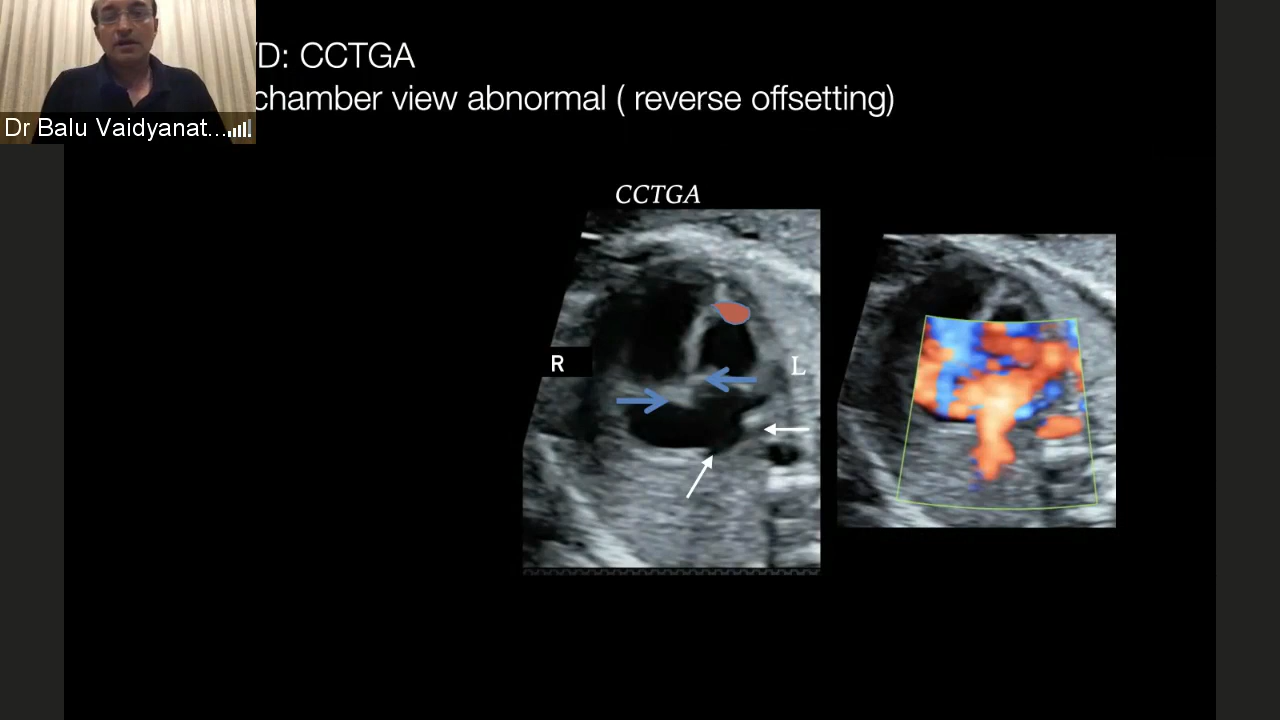 D: CCTGA
chamber view abnormal ( reverse offsetting)
Dr Balu Vaidyanat...
CCTGA
R
L